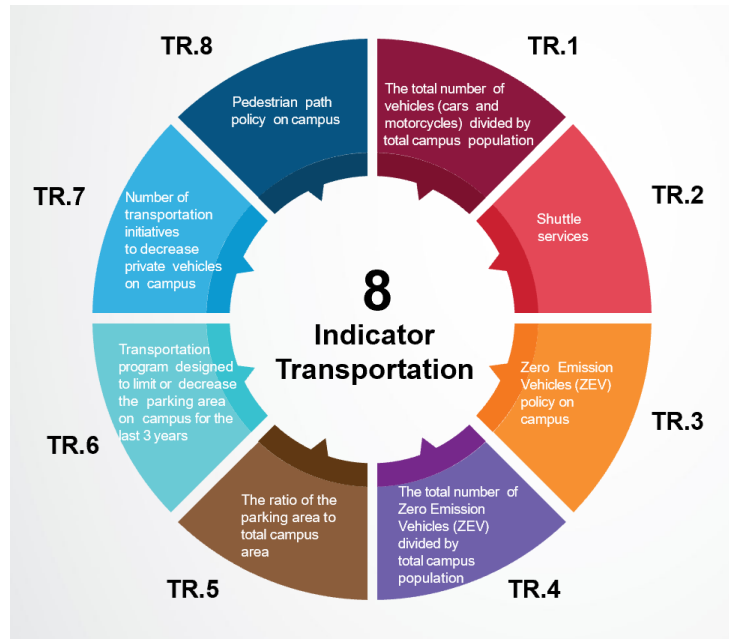 TR.1
The total number of
vehicles (cars and
motorcycles) divided by
total campus population
TR.2
Shuttle
services
TR.3
Zero Emission
Vehicles (ZEV)
policy on
campus
TR.4
The total number of
Zero Emission
Vehicles (ZEV)
divided by
total campus
population
TR.5
The ratio of the
parking area to
total campus
area
TR.6
Transportation
program designed
to limit or decrease
the parking area
on campus for the
last 3 years
TR.7
Number of
transportation
initiatives
to decrease
private vehicles
on campus
TR.8
Pedestrian path
policy on campus
8
Indicator
Transportation